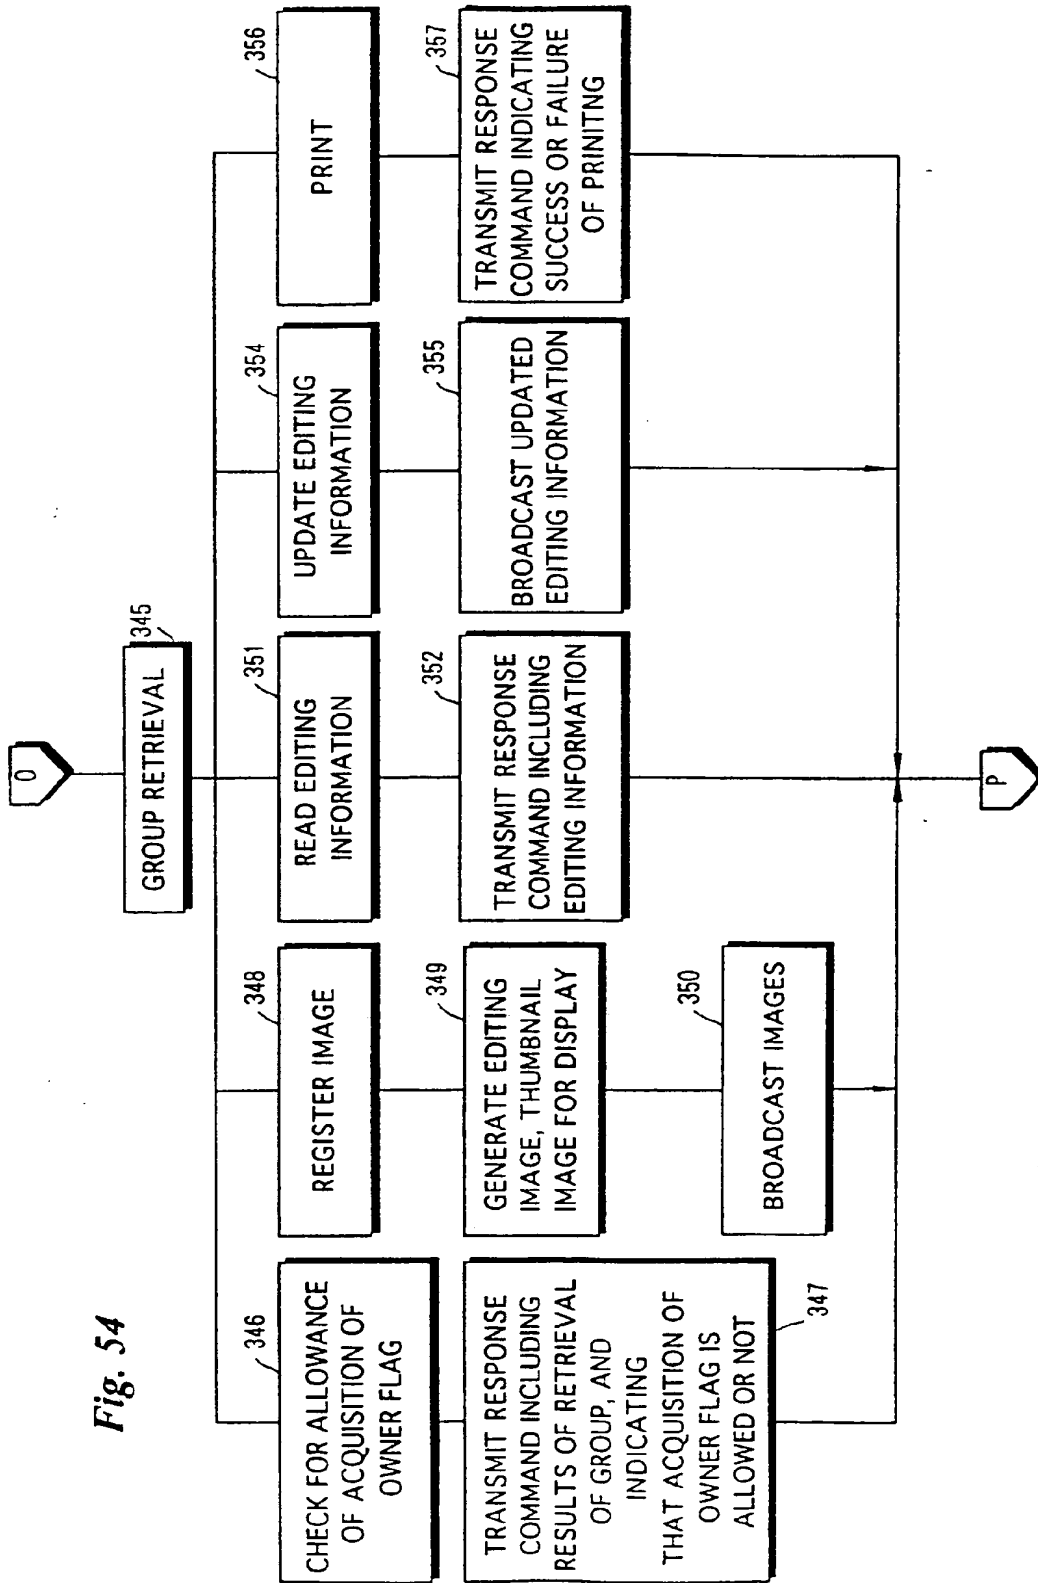 Fig. 54
O
GROUP RETRIEVAL
345
346
CHECK FOR ALLOWANCE
OF ACQUISITION OF
OWNER FLAG
TRANSMIT RESPONSE
COMMAND INCLUDING
RESULTS OF RETRIEVAL
OF GROUP, AND
INDICATING
THAT ACQUISITION OF
OWNER FLAG IS
ALLOWED OR NOT
347
348
REGISTER IMAGE
349
GENERATE EDITING
IMAGE, THUMBNAIL
IMAGE FOR DISPLAY
350
BROADCAST IMAGES
351
READ EDITING
INFORMATION
352
TRANSMIT RESPONSE
COMMAND INCLUDING
EDITING INFORMATION
354
UPDATE EDITING
INFORMATION
355
BROADCAST UPDATED
EDITING INFORMATION
356
PRINT
357
TRANSMIT RESPONSE
COMMAND INDICATING
SUCCESS OR FAILURE
OF PRINITNG
P